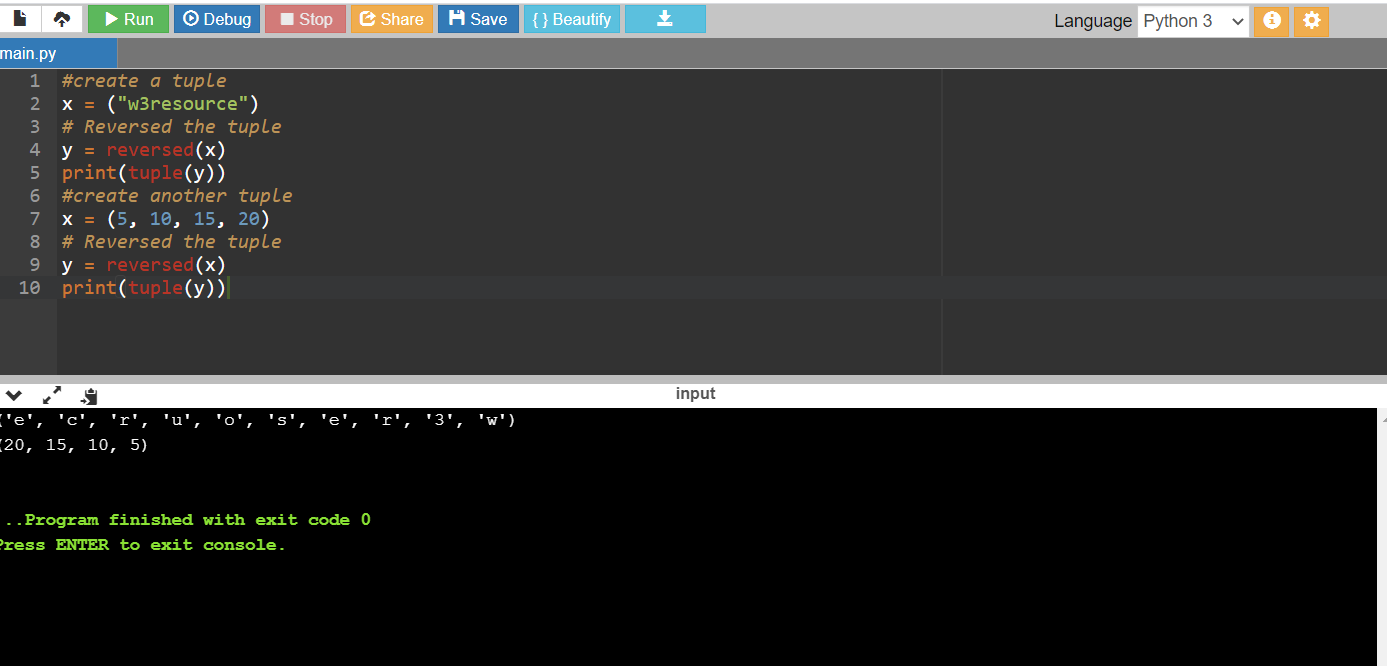 Run Debug Stop Share Save { } Beautify Language Python 3
main.py
1 #create a tuple
2 x = ("w3resource")
3 # Reversed the tuple
4 y = reversed(x)
5 print(tuple(y))
6 #create another tuple
7 x = (5, 10, 15, 20)
8 # Reversed the tuple
9 y = reversed(x)
10 print(tuple(y))
input
('e', 'c', 'r', 'u', 'o', 's', 'e', 'r', '3', 'w')
(20, 15, 10, 5)
..Program finished with exit code 0
Press ENTER to exit console.